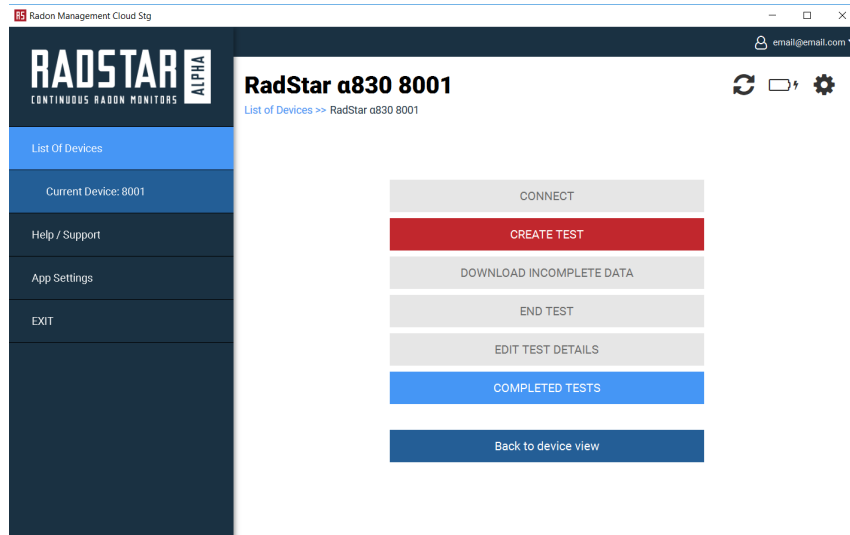 RS Radon Management Cloud Stg
email@email.com
RADSTAR ALPHA
CONTINUOUS RADON MONITORS
RadStar α830 8001
List of Devices >> RadStar α830 8001
List Of Devices
Current Device: 8001
Help / Support
App Settings
EXIT
CONNECT
CREATE TEST
DOWNLOAD INCOMPLETE DATA
END TEST
EDIT TEST DETAILS
COMPLETED TESTS
Back to device view